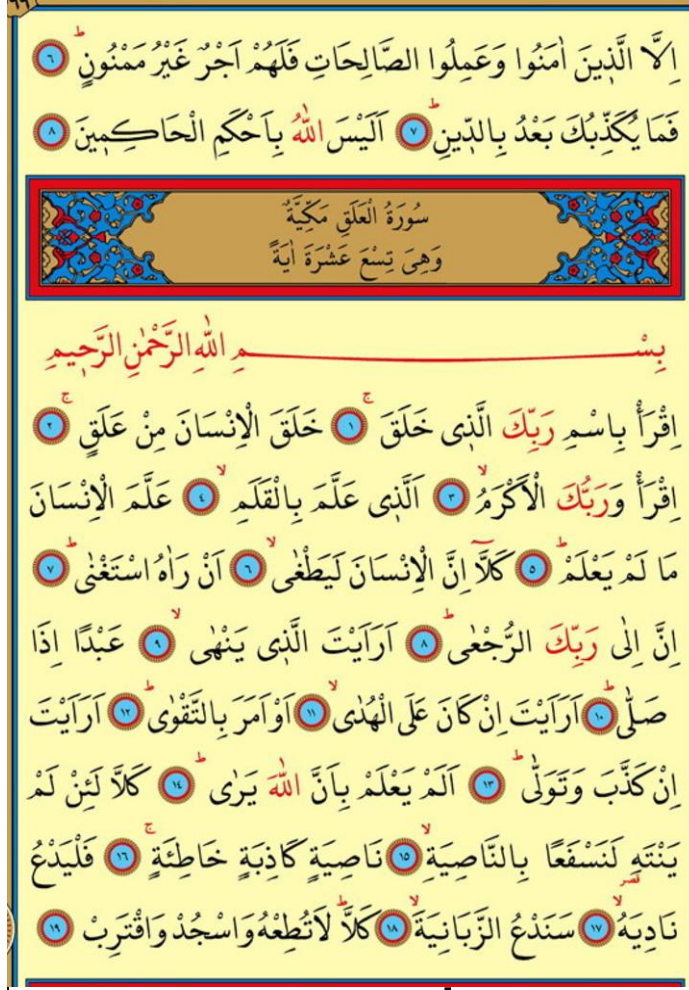 ٦٦
اِلَّا الَّذ۪ينَ اٰمَنُوا وَعَمِلُوا الصَّالِحَاتِ فَلَهُمْ اَجْرٌ غَيْرُ مَمْنُونٍۜ ﴿٦﴾
فَمَا يُكَذِّبُكَ بَعْدُ بِالدّ۪ينِۜ ﴿٧﴾ اَلَيْسَ اللّٰهُ بِاَحْكَمِ الْحَاكِم۪ينَ ﴿٨﴾
سُورَةُ الْعَلَقِ مَكِّيَّةٌ
وَهِىَ تِسْعَ عَشْرَةَ اٰيَةً
بِسْمِ اللّٰهِ الرَّحْمٰنِ الرَّح۪يمِ
اِقْرَأْ بِاسْمِ رَبِّكَ الَّذ۪ى خَلَقَۚ ﴿١﴾ خَلَقَ الْاِنْسَانَ مِنْ عَلَقٍۚ ﴿٢﴾
اِقْرَأْ وَرَبُّكَ الْاَكْرَمُۙ ﴿٣﴾ اَلَّذ۪ى عَلَّمَ بِالْقَلَمِۙ ﴿٤﴾ عَلَّمَ الْاِنْسَانَ
مَا لَمْ يَعْلَمْۜ ﴿٥﴾ كَلَّٓا اِنَّ الْاِنْسَانَ لَيَطْغٰىۙ ﴿٦﴾ اَنْ رَاٰهُ اسْتَغْنٰىۜ ﴿٧﴾
اِنَّ اِلٰى رَبِّكَ الرُّجْعٰىۜ ﴿٨﴾ اَرَاَيْتَ الَّذ۪ى يَنْهٰىۙ ﴿٩﴾ عَبْدًا اِذَا
صَلّٰىۜ ﴿١٠﴾ اَرَاَيْتَ اِنْ كَانَ عَلَى الْهُدٰىۙ ﴿١١﴾ اَوْ اَمَرَ بِالتَّقْوٰىۜ ﴿١٢﴾ اَرَاَيْتَ
اِنْ كَذَّبَ وَتَوَلّٰىۜ ﴿١٣﴾ اَلَمْ يَعْلَمْ بِاَنَّ اللّٰهَ يَرٰىۜ ﴿١٤﴾ كَلَّا لَئِنْ لَمْ
يَنْتَهِ لَنَسْفَعًا بِالنَّاصِيَةِۙ ﴿١٥﴾ نَاصِيَةٍ كَاذِبَةٍ خَاطِئَةٍۚ ﴿١٦﴾ فَلْيَدْعُ
قصر
نَادِيَهُۙ ﴿١٧﴾ سَنَدْعُ الزَّبَانِيَةَۙ ﴿١٨﴾ كَلَّاۜ لَا تُطِعْهُ وَاسْجُدْ وَاقْتَرِبْ ﴿١٩﴾